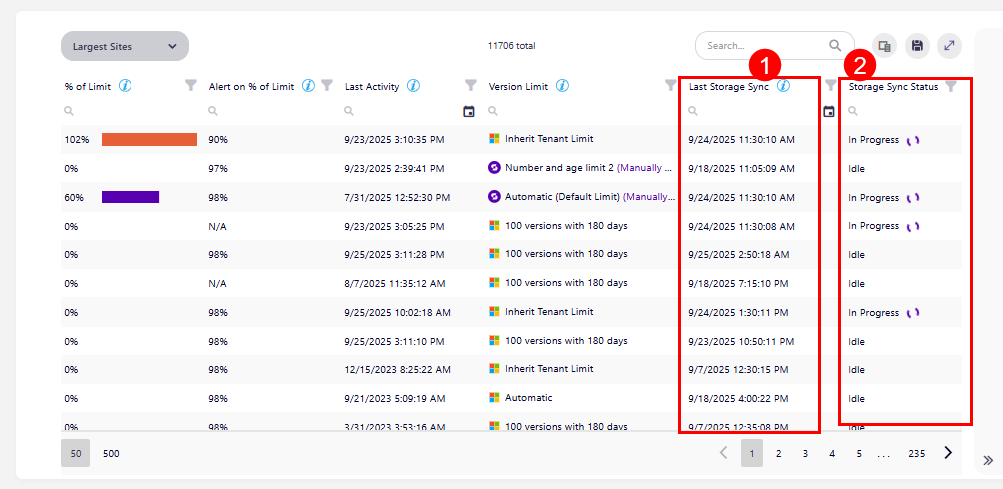 Largest Sites
11706 total
Search...
1
2
% of Limit Alert on % of Limit Last Activity Version Limit Last Storage Sync Storage Sync Status
102% 90% 9/23/2025 3:10:35 PM Inherit Tenant Limit 9/24/2025 11:30:10 AM In Progress
0% 97% 9/23/2025 2:39:41 PM Number and age limit 2 (Manually ... 9/18/2025 11:05:09 AM Idle
60% 98% 7/31/2025 12:52:30 PM Automatic (Default Limit) (Manually... 9/24/2025 11:30:10 AM In Progress
0% N/A 9/23/2025 3:05:25 PM 100 versions with 180 days 9/24/2025 11:30:08 AM In Progress
0% 98% 9/25/2025 3:11:28 PM 100 versions with 180 days 9/25/2025 2:50:18 AM Idle
0% N/A 8/7/2025 11:35:12 AM 100 versions with 180 days 9/18/2025 7:15:10 PM Idle
0% 98% 9/25/2025 10:02:18 AM Inherit Tenant Limit 9/24/2025 1:30:11 PM In Progress
0% 98% 9/25/2025 3:11:10 PM 100 versions with 180 days 9/23/2025 10:50:11 PM Idle
0% 98% 12/15/2023 8:25:22 AM Inherit Tenant Limit 9/7/2025 12:30:15 PM Idle
0% 98% 9/21/2023 5:09:19 AM Automatic 9/18/2025 4:00:22 PM Idle
0% 98% 3/31/2023 3:53:16 AM 100 versions with 180 days 9/7/2025 12:35:08 PM Idle
50 500 1 2 3 4 5 ... 235